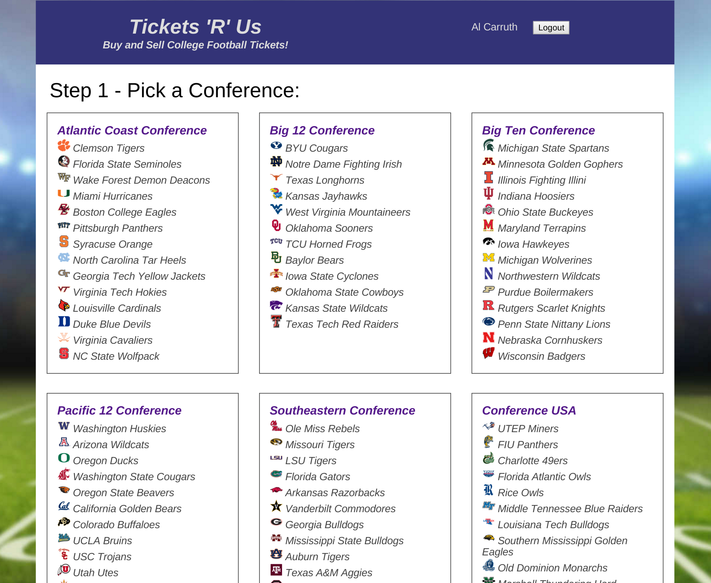 Tickets 'R' Us
Buy and Sell College Football Tickets!
Al Carruth
Logout
Step 1 - Pick a Conference:
Atlantic Coast Conference
Clemson Tigers
Florida State Seminoles
Wake Forest Demon Deacons
Miami Hurricanes
Boston College Eagles
Pittsburgh Panthers
Syracuse Orange
North Carolina Tar Heels
Georgia Tech Yellow Jackets
Virginia Tech Hokies
Louisville Cardinals
Duke Blue Devils
Virginia Cavaliers
NC State Wolfpack
Big 12 Conference
BYU Cougars
Notre Dame Fighting Irish
Texas Longhorns
Kansas Jayhawks
West Virginia Mountaineers
Oklahoma Sooners
TCU Horned Frogs
Baylor Bears
Iowa State Cyclones
Oklahoma State Cowboys
Kansas State Wildcats
Texas Tech Red Raiders
Big Ten Conference
Michigan State Spartans
Minnesota Golden Gophers
Illinois Fighting Illini
Indiana Hoosiers
Ohio State Buckeyes
Maryland Terrapins
Iowa Hawkeyes
Michigan Wolverines
Northwestern Wildcats
Purdue Boilermakers
Rutgers Scarlet Knights
Penn State Nittany Lions
Nebraska Cornhuskers
Wisconsin Badgers
Pacific 12 Conference
Washington Huskies
Arizona Wildcats
Oregon Ducks
Washington State Cougars
Oregon State Beavers
California Golden Bears
Colorado Buffaloes
UCLA Bruins
USC Trojans
Utah Utes
Southeastern Conference
Ole Miss Rebels
Missouri Tigers
LSU Tigers
Florida Gators
Arkansas Razorbacks
Vanderbilt Commodores
Georgia Bulldogs
Mississippi State Bulldogs
Auburn Tigers
Texas A&M Aggies
Conference USA
UTEP Miners
FIU Panthers
Charlotte 49ers
Florida Atlantic Owls
Rice Owls
Middle Tennessee Blue Raiders
Louisiana Tech Bulldogs
Southern Mississippi Golden
Eagles
Old Dominion Monarchs
Marshall Thundering Herd